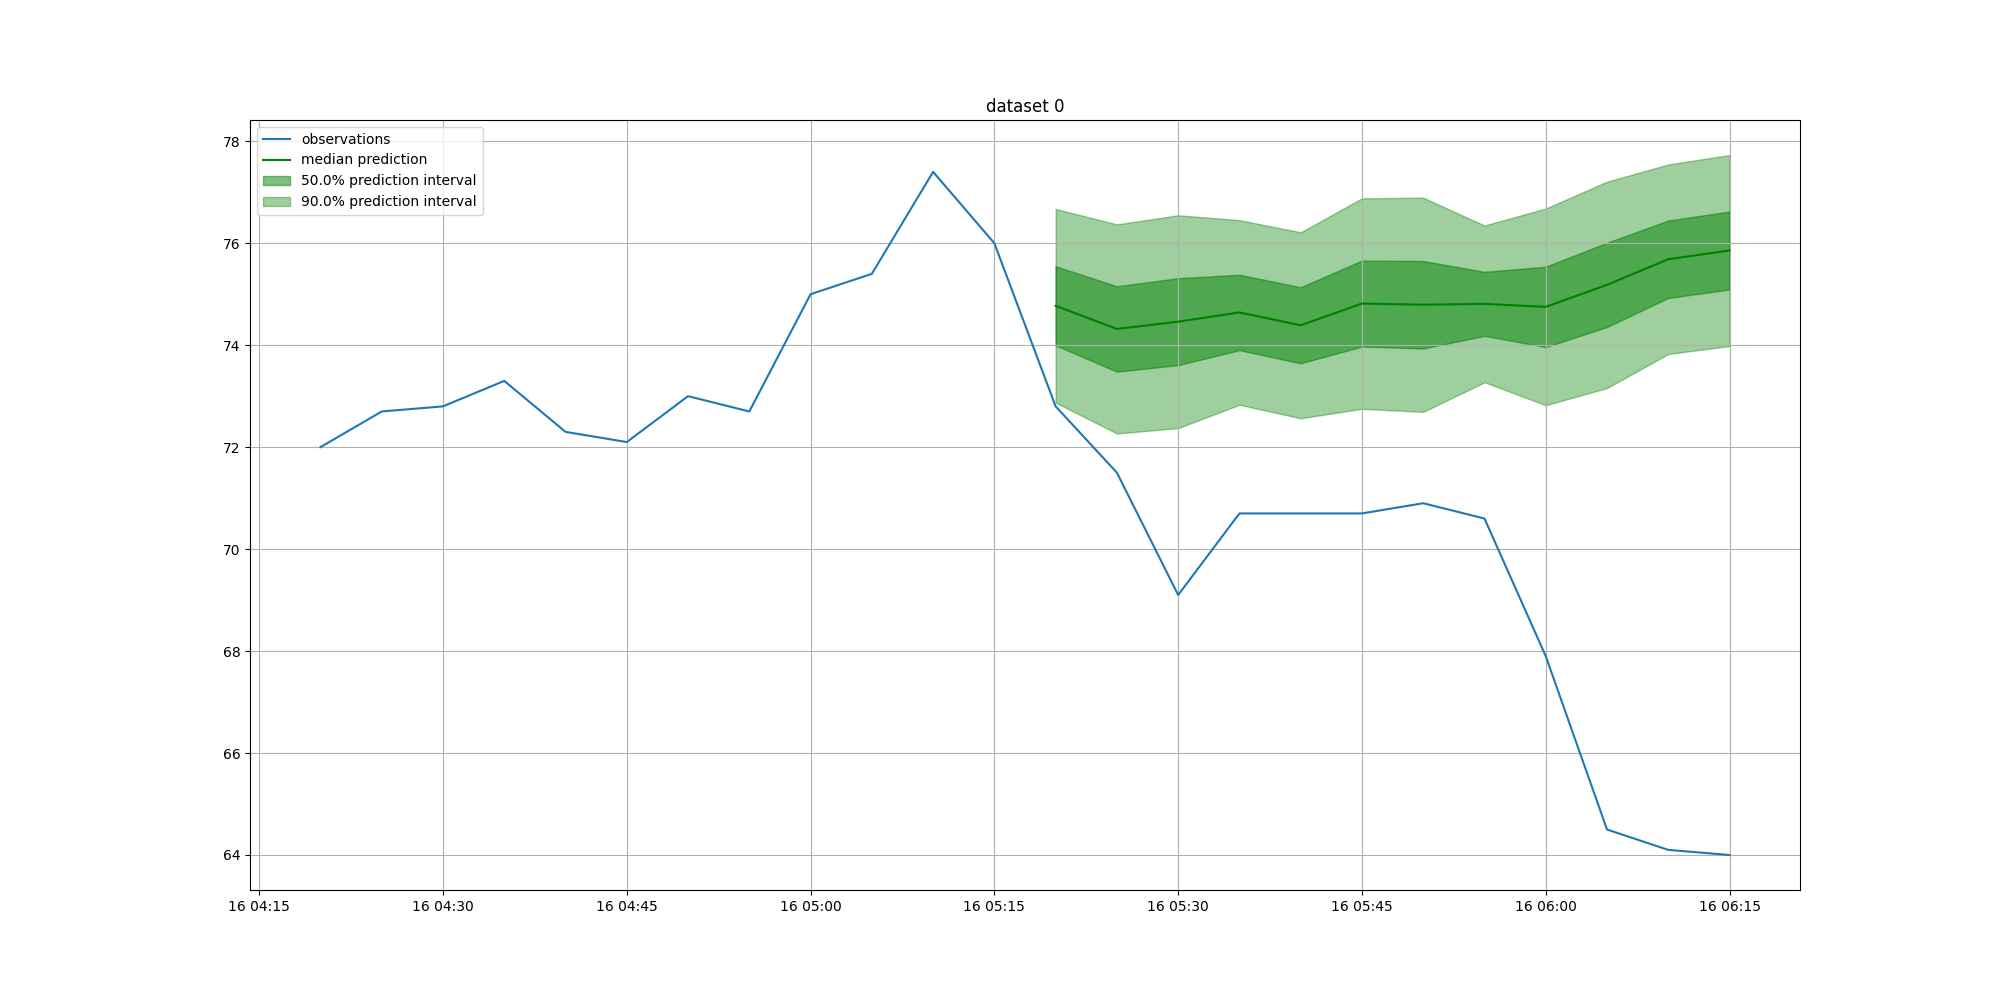 dataset 0
observations
median prediction
50.0% prediction interval
90.0% prediction interval
78
76
74
72
70
68
66
64
16 04:15 16 04:30 16 04:45 16 05:00 16 05:15 16 05:30 16 05:45 16 06:00 16 06:15